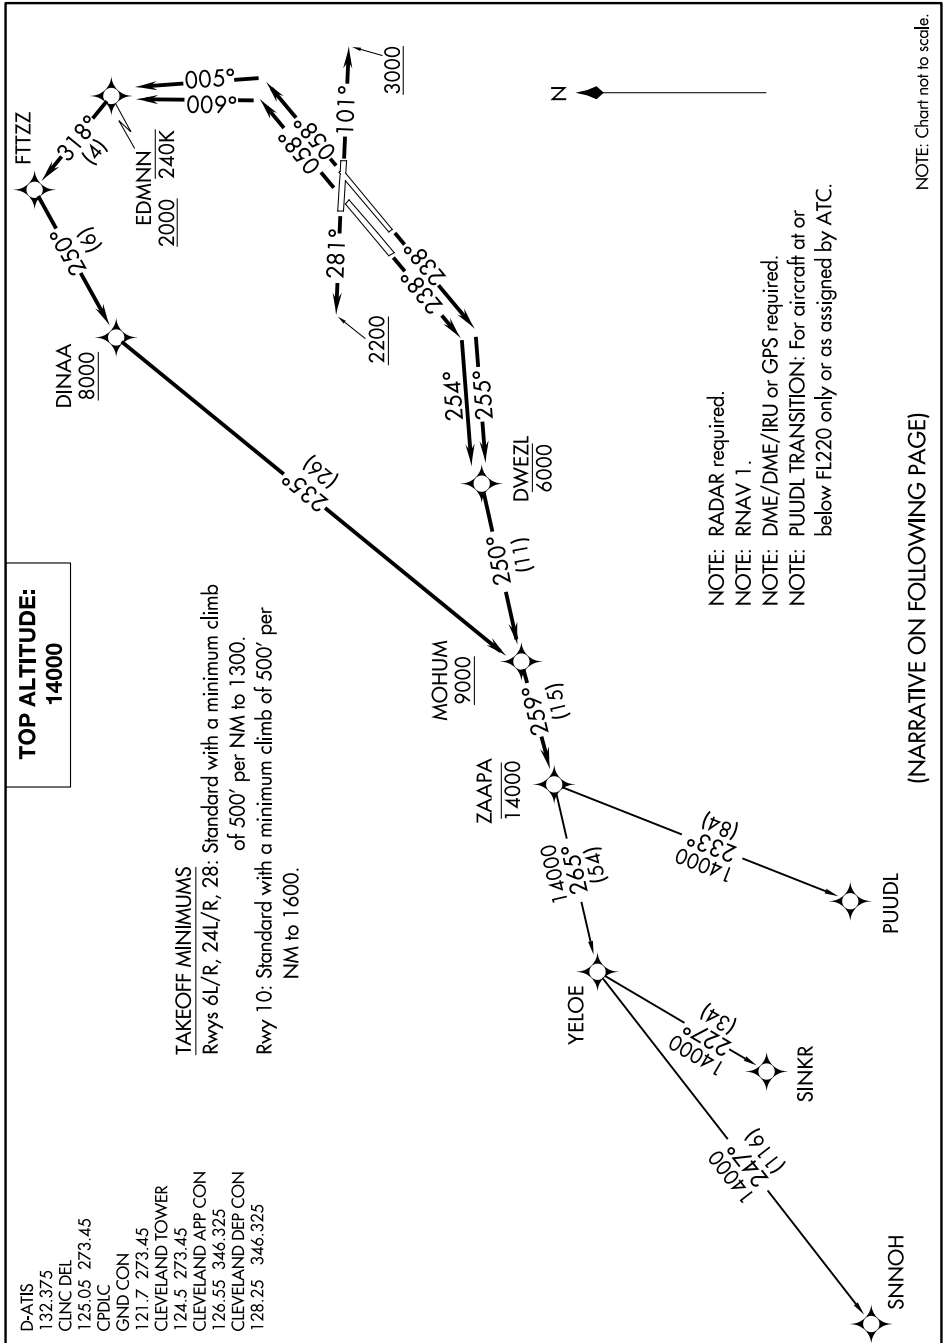 D-ATIS
132.375
CLNC DEL
125.05 273.45
CPDLC
GND CON
121.7 273.45
CLEVELAND TOWER
124.5 273.45
CLEVELAND APP CON
126.55 346.325
CLEVELAND DEP CON
128.25 346.325
TOP ALTITUDE:
14000
TAKEOFF MINIMUMS
Rwys 6L/R, 24L/R, 28: Standard with a minimum climb
of 500' per NM to 1300.
Rwy 10: Standard with a minimum climb of 500' per
NM to 1600.
FTTZZ
318°
(4)
EDMNN
2000 240K
005°
009°
058°
058°
101°
3000
250°
(6)
DINAA
8000
281°
2200
238°
238°
235°
(26)
254°
255°
DWEZL
6000
250°
(11)
MOHUM
9000
259°
(15)
ZAAPA
14000
14000
265°
(54)
14000
233°
(84)
PUUDL
YELOE
14000
227°
(34)
SINKR
14000
247°
(116)
SNNOH
N
NOTE: RADAR required.
NOTE: RNAV 1.
NOTE: DME/DME/IRU or GPS required.
NOTE: PUUDL TRANSITION: For aircraft at or
below FL220 only or as assigned by ATC.
(NARRATIVE ON FOLLOWING PAGE)
NOTE: Chart not to scale.